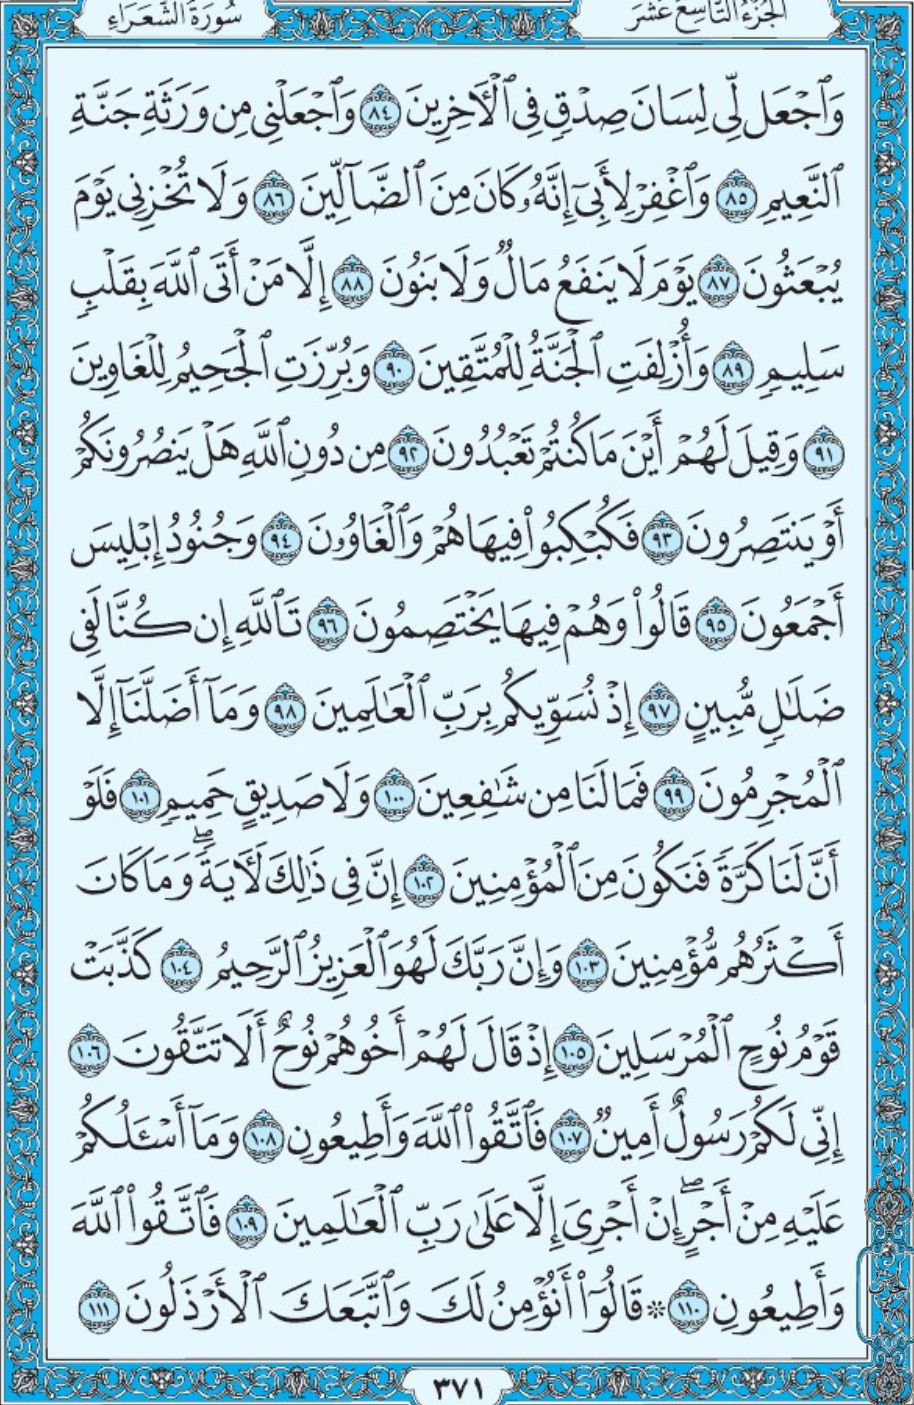 سُورَةُ الشُّعَرَاءِ
الجُزْءُ التَّاسِعَ عَشَرَ
وَٱجْعَل لِّى لِسَانَ صِدْقٍ فِى ٱلْءَاخِرِينَ ٨٤ وَٱجْعَلْنِى مِن وَرَثَةِ جَنَّةِ
ٱلنَّعِيمِ ٨٥ وَٱغْفِرْ لِأَبِىٓ إِنَّهُۥ كَانَ مِنَ ٱلضَّآلِّينَ ٨٦ وَلَا تُخْزِنِى يَوْمَ
يُبْعَثُونَ ٨٧ يَوْمَ لَا يَنفَعُ مَالٌ وَلَا بَنُونَ ٨٨ إِلَّا مَنْ أَتَى ٱللَّهَ بِقَلْبٍ
سَلِيمٍ ٨٩ وَأُزْلِفَتِ ٱلْجَنَّةُ لِلْمُتَّقِينَ ٩٠ وَبُرِّزَتِ ٱلْجَحِيمُ لِلْغَاوِينَ
٩١ وَقِيلَ لَهُمْ أَيْنَ مَا كُنتُمْ تَعْبُدُونَ ٩٢ مِن دُونِ ٱللَّهِ هَلْ يَنصُرُونَكُمْ
أَوْ يَنتَصِرُونَ ٩٣ فَكُبْكِبُوا۟ فِيهَا هُمْ وَٱلْغَاوُۥنَ ٩٤ وَجُنُودُ إِبْلِيسَ
أَجْمَعُونَ ٩٥ قَالُوا۟ وَهُمْ فِيهَا يَخْتَصِمُونَ ٩٦ تَٱللَّهِ إِن كُنَّا لَفِى
ضَلَٰلٍ مُّبِينٍ ٩٧ إِذْ نُسَوِّيكُم بِرَبِّ ٱلْعَٰلَمِينَ ٩٨ وَمَآ أَضَلَّنَآ إِلَّا
ٱلْمُجْرِمُونَ ٩٩ فَمَا لَنَا مِن شَٰفِعِينَ ١٠٠ وَلَا صَدِيقٍ حَمِيمٍ ١٠١ فَلَوْ
أَنَّ لَنَا كَرَّةً فَنَكُونَ مِنَ ٱلْمُؤْمِنِينَ ١٠٢ إِنَّ فِى ذَٰلِكَ لَءَايَةً ۖ وَمَا كَانَ
أَكْثَرُهُم مُّؤْمِنِينَ ١٠٣ وَإِنَّ رَبَّكَ لَهُوَ ٱلْعَزِيزُ ٱلرَّحِيمُ ١٠٤ كَذَّبَتْ
قَوْمُ نُوحٍ ٱلْمُرْسَلِينَ ١٠٥ إِذْ قَالَ لَهُمْ أَخُوهُمْ نُوحٌ أَلَا تَتَّقُونَ ١٠٦
إِنِّى لَكُمْ رَسُولٌ أَمِينٌ ١٠٧ فَٱتَّقُوا۟ ٱللَّهَ وَأَطِيعُونِ ١٠٨ وَمَآ أَسْـَٔلُكُمْ
عَلَيْهِ مِنْ أَجْرٍ ۖ إِنْ أَجْرِىَ إِلَّا عَلَىٰ رَبِّ ٱلْعَٰلَمِينَ ١٠٩ فَٱتَّقُوا۟ ٱللَّهَ
وَأَطِيعُونِ ١١٠ ۞ قَالُوٓا۟ أَنُؤْمِنُ لَكَ وَٱتَّبَعَكَ ٱلْأَرْذَلُونَ ١١١
٣٧١